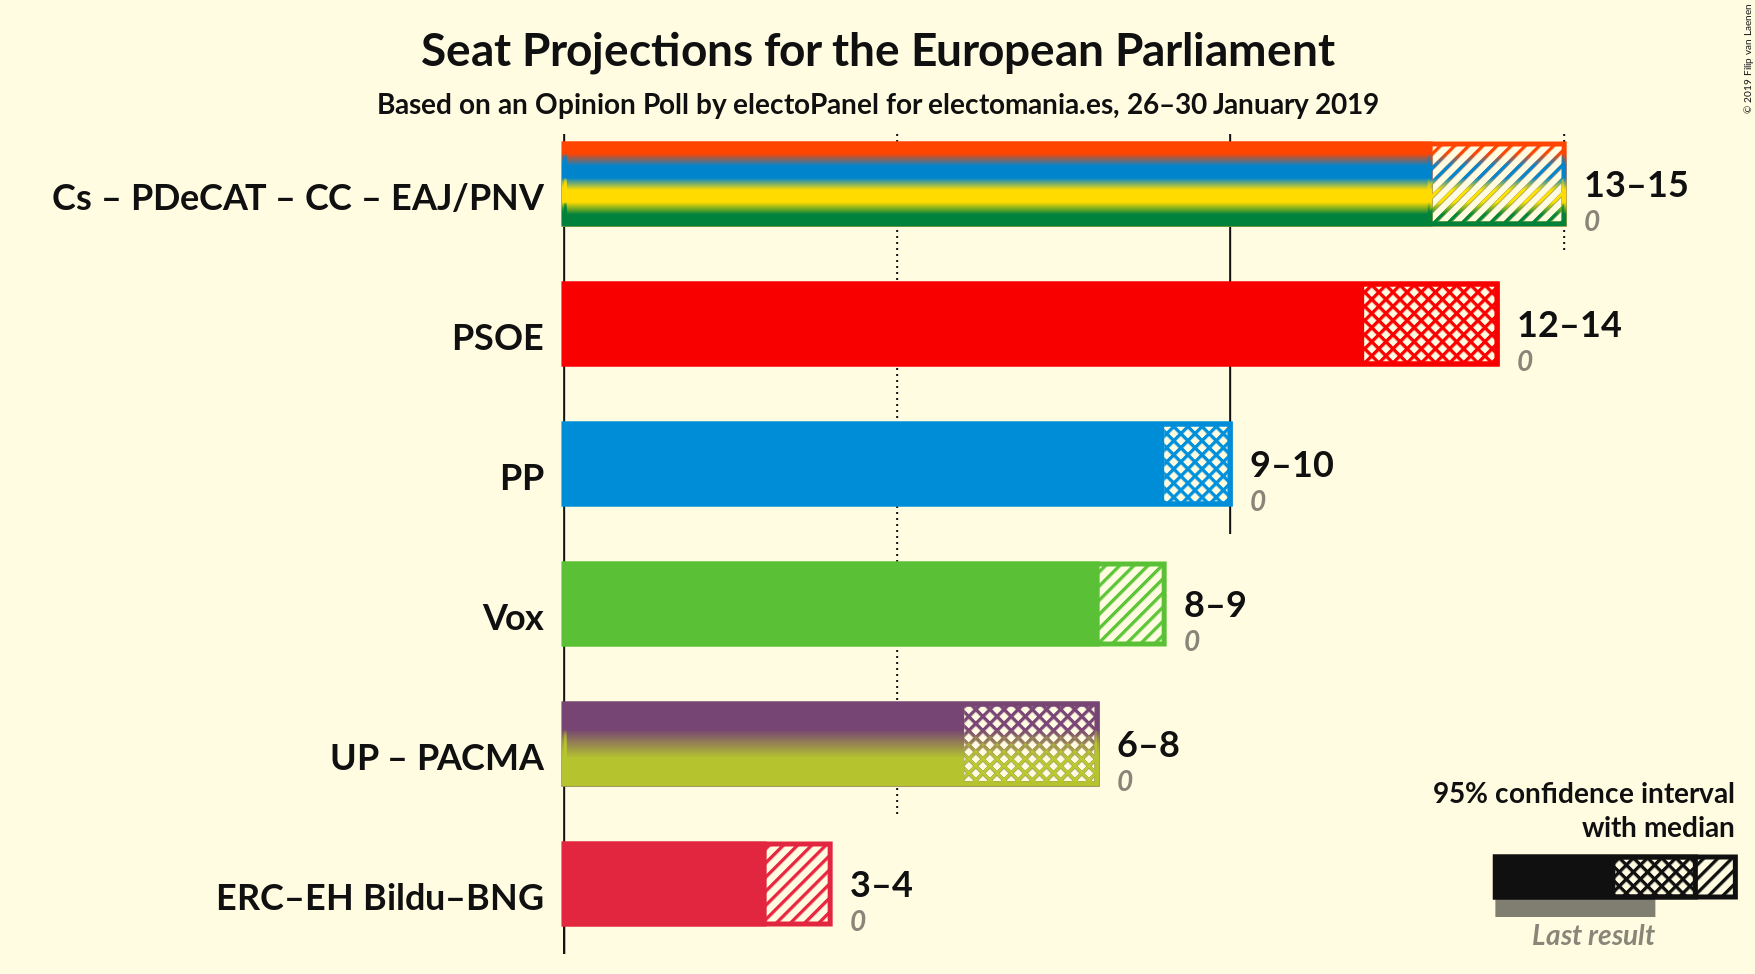 Seat Projections for the European Parliament
Based on an Opinion Poll by electoPanel for electomania.es, 26–30 January 2019
© 2019 Filip van Laenen
Cs – PDeCAT – CC – EAJ/PNV
13–15
0
PSOE
12–14
0
PP
9–10
0
Vox
8–9
0
UP – PACMA
6–8
0
ERC–EH Bildu–BNG
3–4
0
95% confidence interval
with median
Last result